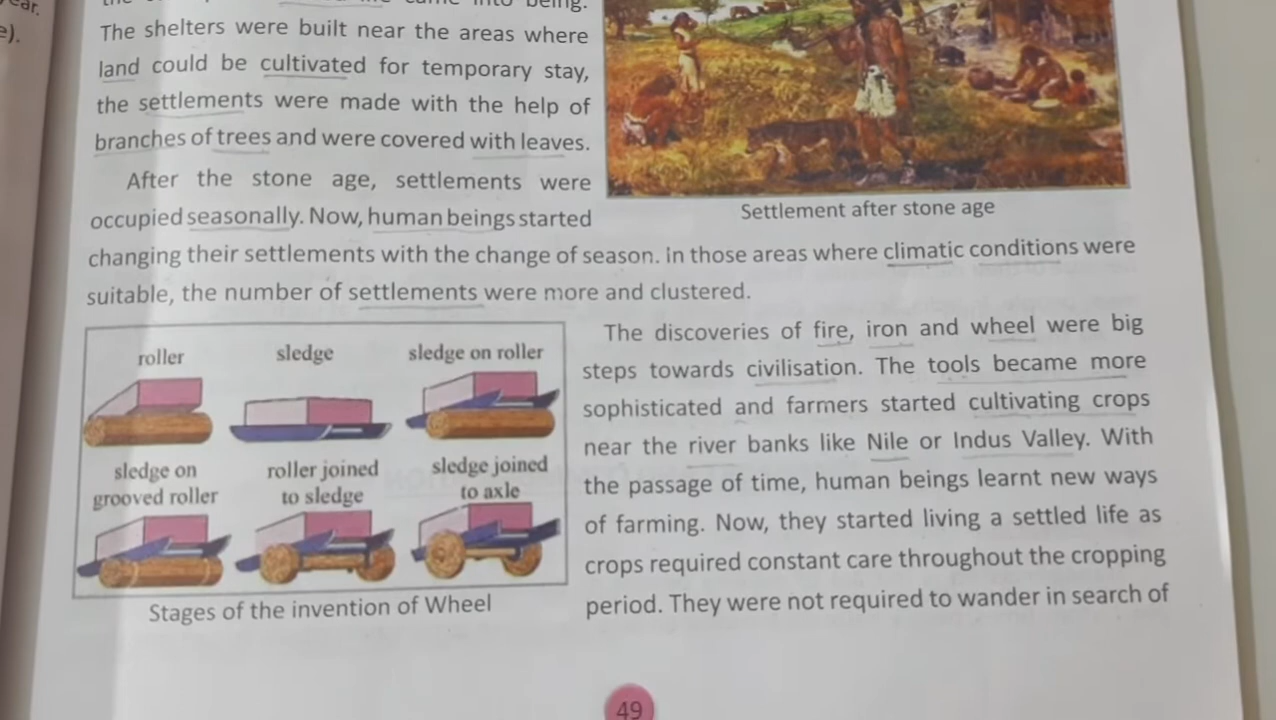 ear.
e).
came into being.
The shelters were built near the areas where
land could be cultivated for temporary stay,
the settlements were made with the help of
branches of trees and were covered with leaves.
After the stone age, settlements were
occupied seasonally. Now, human beings started
Settlement after stone age
changing their settlements with the change of season. In those areas where climatic conditions were
suitable, the number of settlements were more and clustered.
roller
sledge
sledge on roller
sledge on
grooved roller
roller joined
to sledge
sledge joined
to axle
Stages of the invention of Wheel
The discoveries of fire, iron and wheel were big
steps towards civilisation. The tools became more
sophisticated and farmers started cultivating crops
near the river banks like Nile or Indus Valley. With
the passage of time, human beings learnt new ways
of farming. Now, they started living a settled life as
crops required constant care throughout the cropping
period. They were not required to wander in search of
49